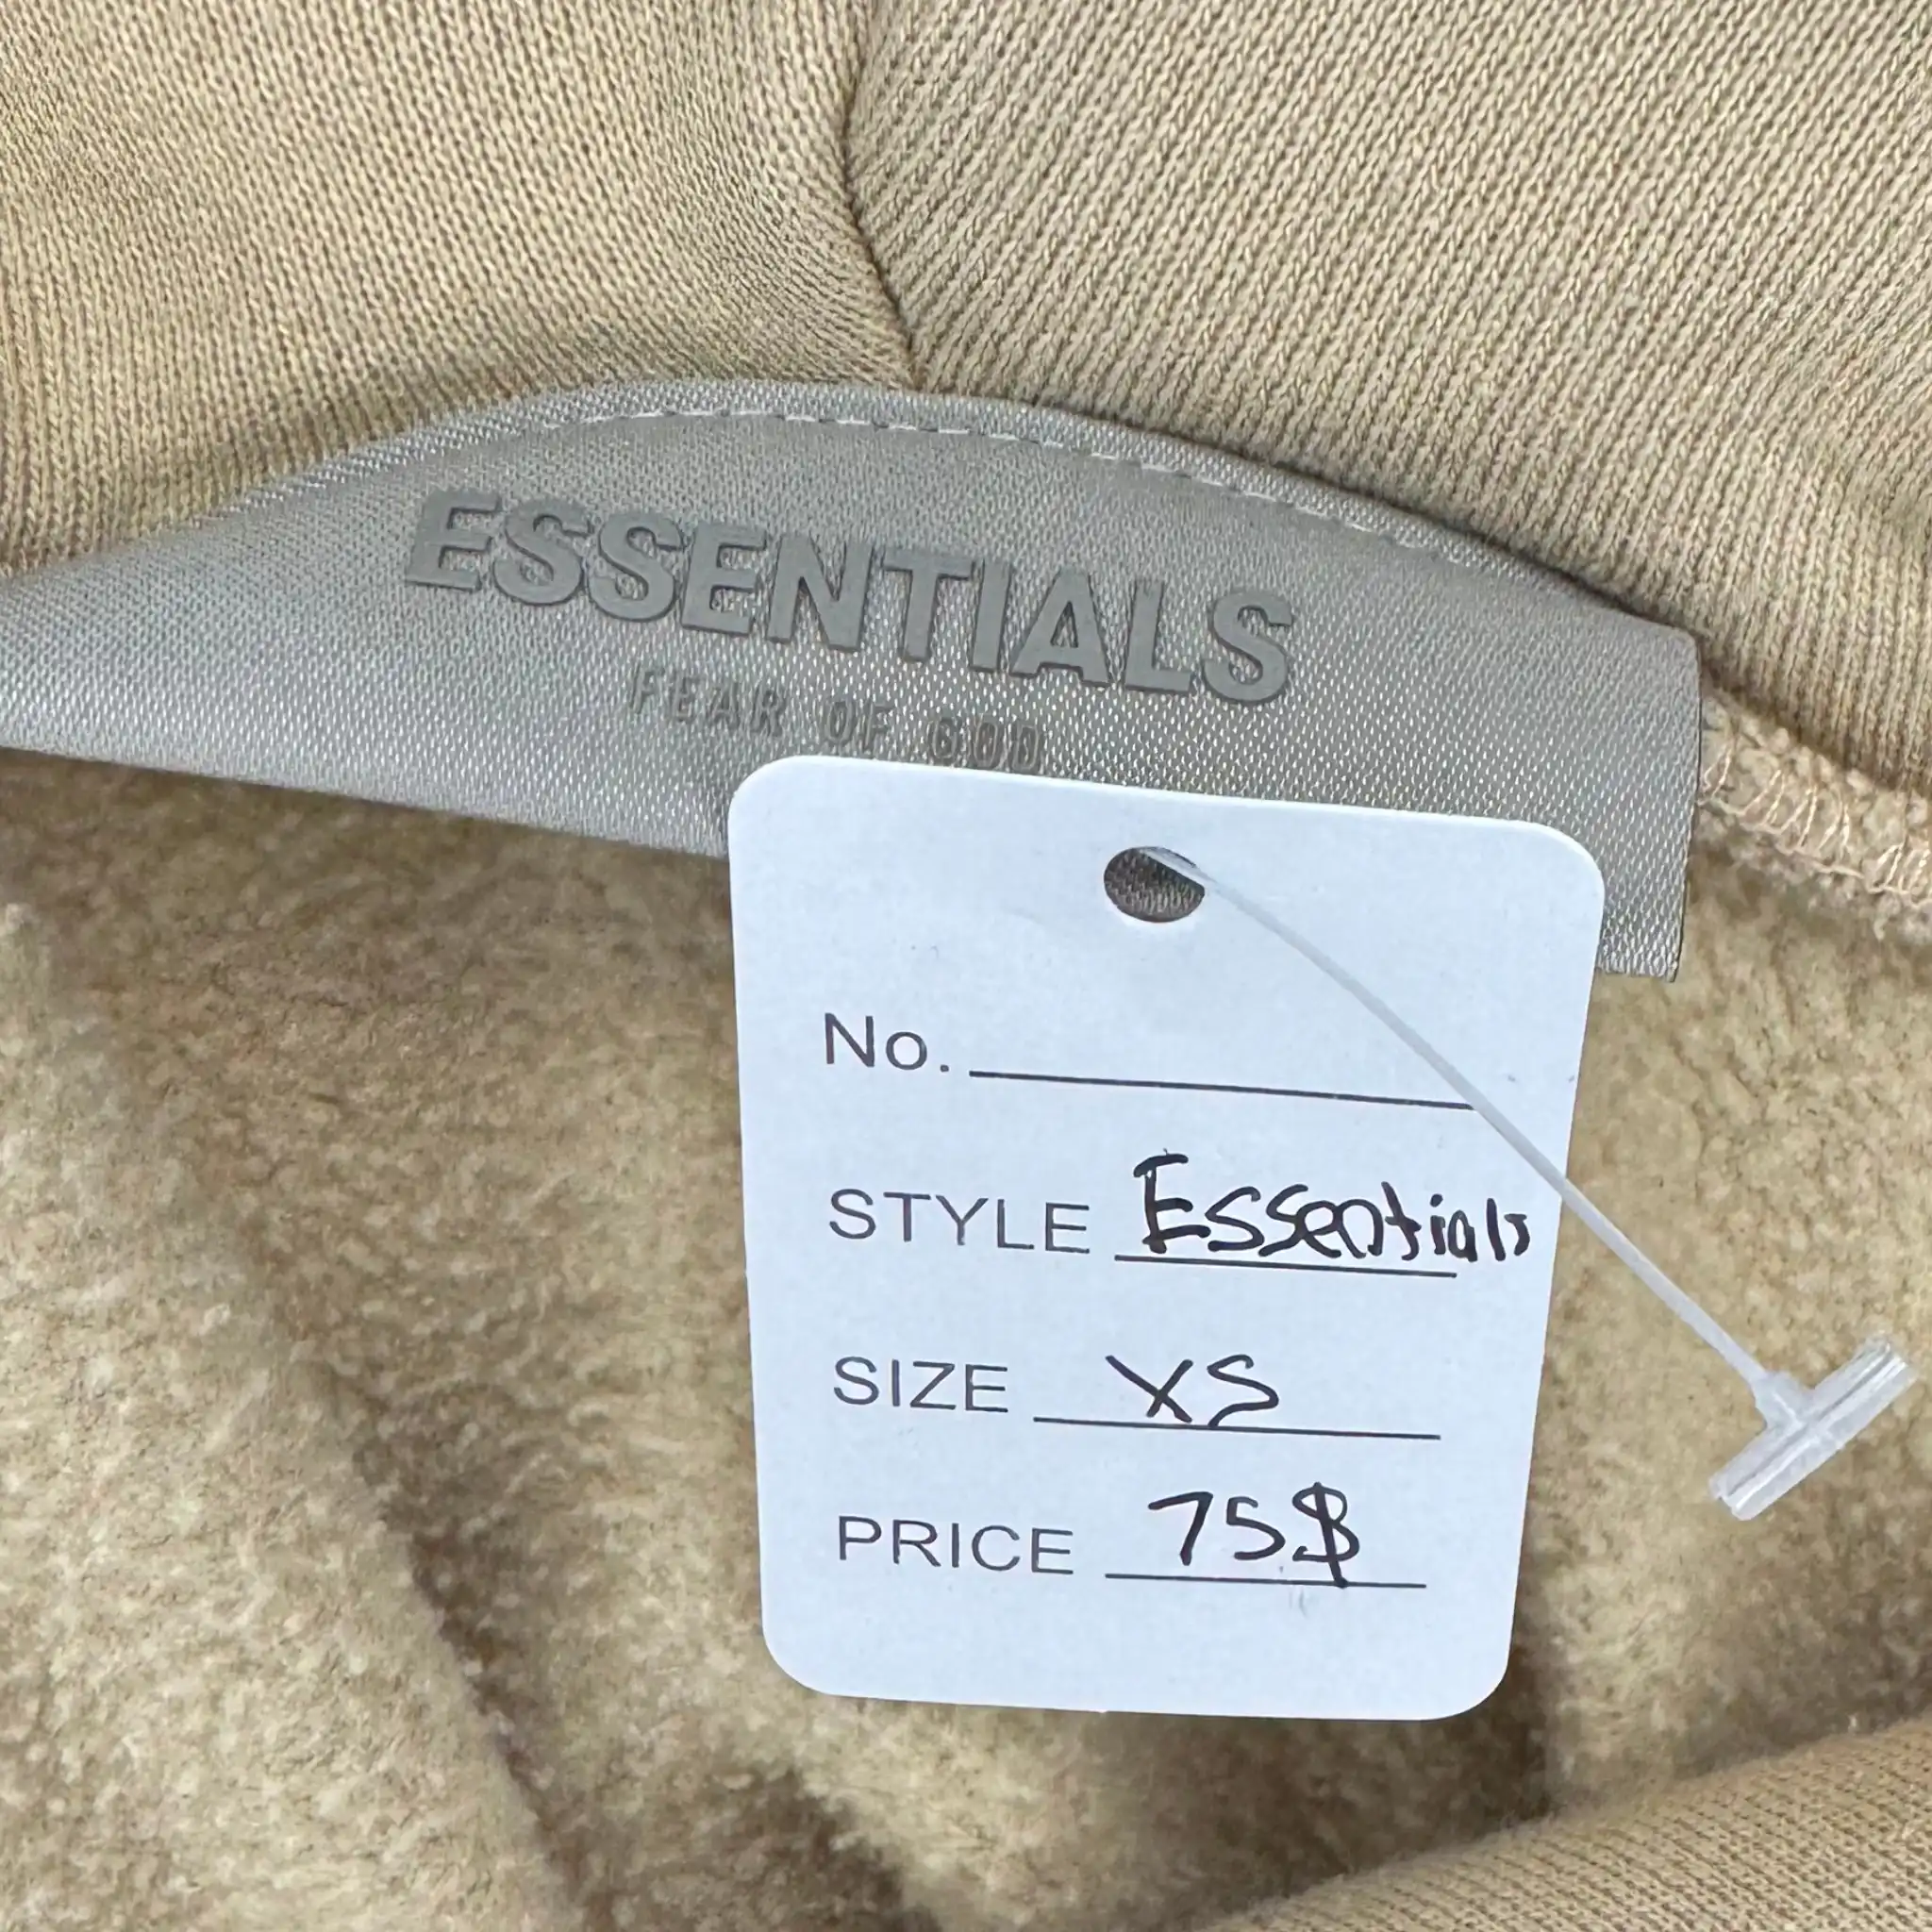 ESSENTIALS
FEAR OF GOD
No.
STYLE Essentials
SIZE XS
PRICE 75$